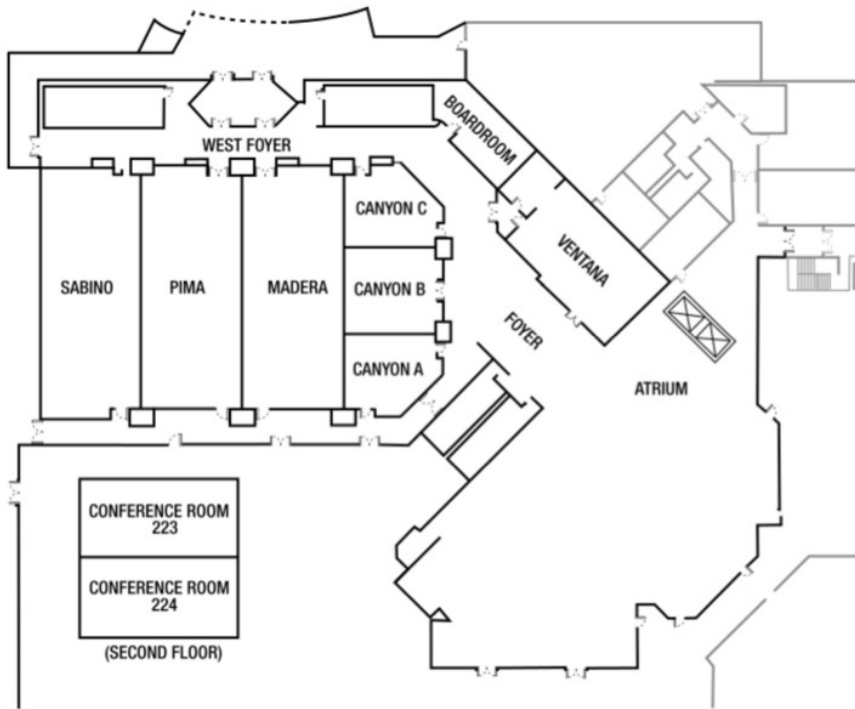 BOARDROOM
WEST FOYER
CANYON C
VENTANA
SABINO
PIMA
MADERA
CANYON B
FOYER
CANYON A
ATRIUM
CONFERENCE ROOM
223
CONFERENCE ROOM
224
(SECOND FLOOR)